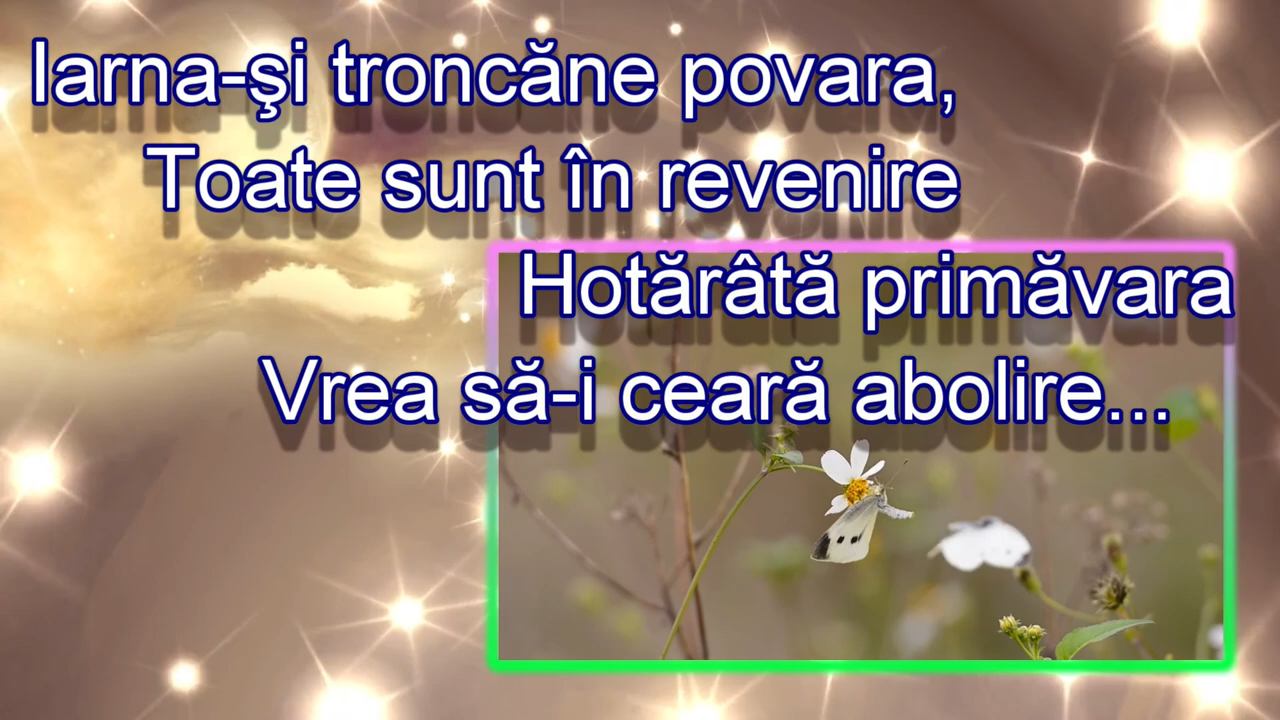 Iarna-şi troncăne povara,
Toate sunt în revenire
Hotărâtă primăvara
Vrea să-i ceară abolire...